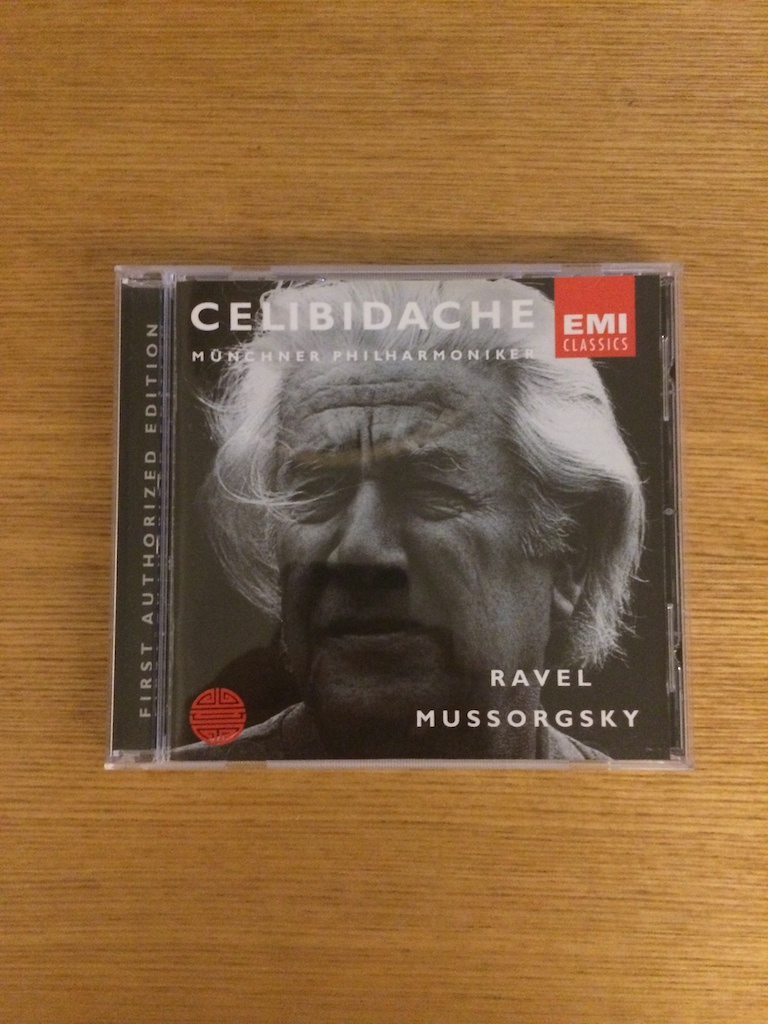 FIRST AUTHORIZED EDITION
CELIBIDACHE
MÜNCHNER PHILHARMONIKER
EMI
CLASSICS
RAVEL
MUSSORGSKY